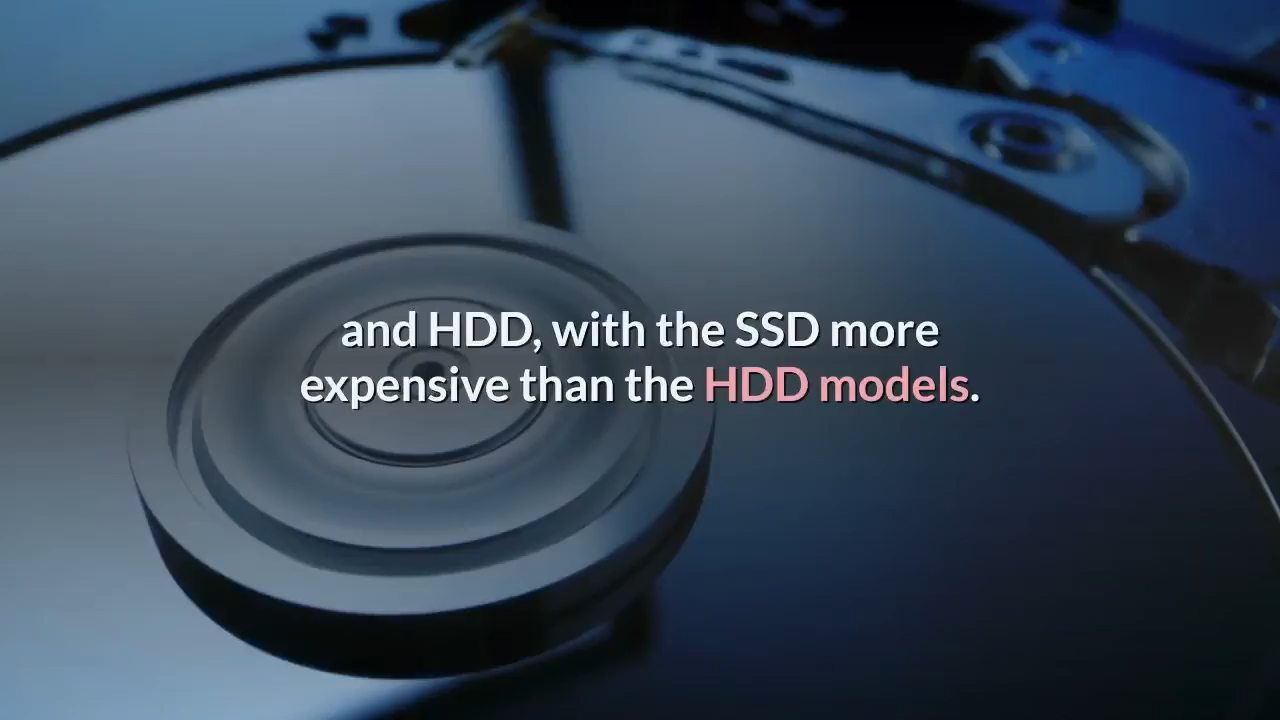 and HDD, with the SSD more
expensive than the HDD models.